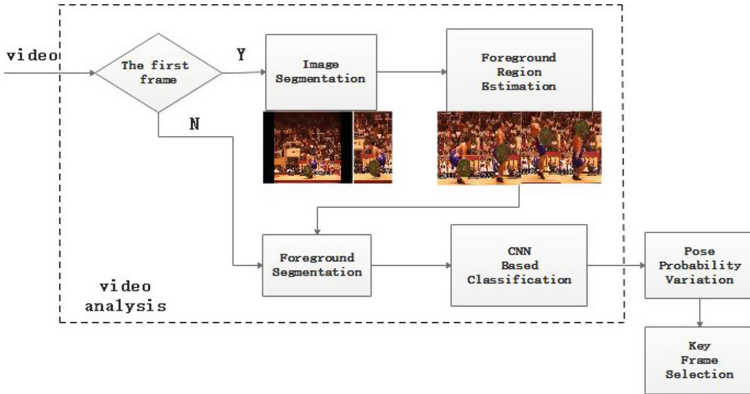 video
The first
frame
Y
Image
Segmentation
Foreground
Region
Estimation
N
Foreground
Segmentation
CNN
Based
Classification
Pose
Probability
Variation
video
analysis
Key
Frame
Selection